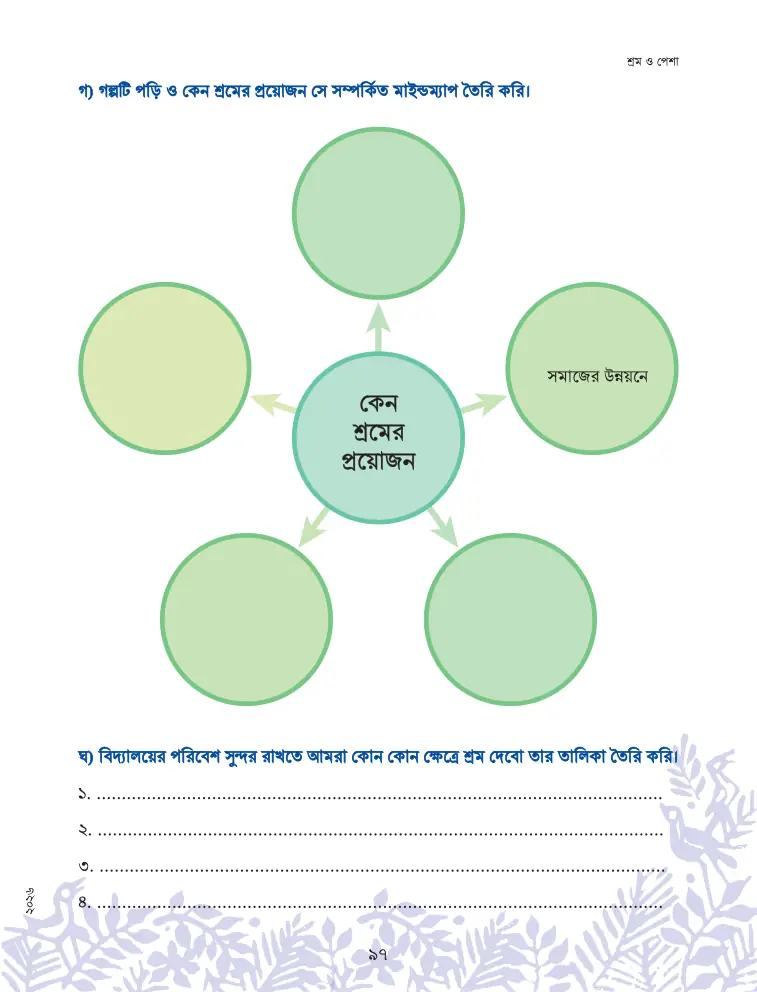 শ্রম ও পেশা
গ) গল্পটি পড়ি ও কেন শ্রমের প্রয়োজন সে সম্পর্কিত মাইন্ডম্যাপ তৈরি করি।
সমাজের উন্নয়নে
কেন
শ্রমের
প্রয়োজন
ঘ) বিদ্যালয়ের পরিবেশ সুন্দর রাখতে আমরা কোন কোন ক্ষেত্রে শ্রম দেবো তার তালিকা তৈরি করি।
১. ................................................................................................................
২. ................................................................................................................
৩. ................................................................................................................
৪. ................................................................................................................
২০২৬
৯৭